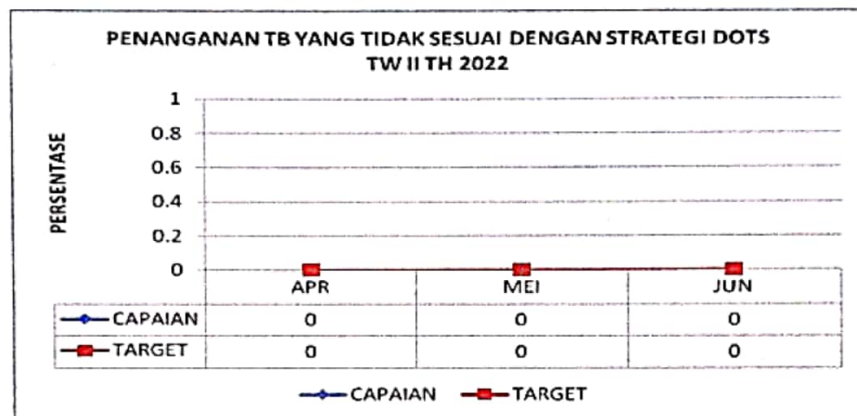 PENANGANAN TB YANG TIDAK SESUAI DENGAN STRATEGI DOTS
TW II TH 2022
PERSENTASE
1
0.8
0.6
0.4
0.2
0
APR MEI JUN
CAPAIAN 0 0 0
TARGET 0 0 0
CAPAIAN TARGET